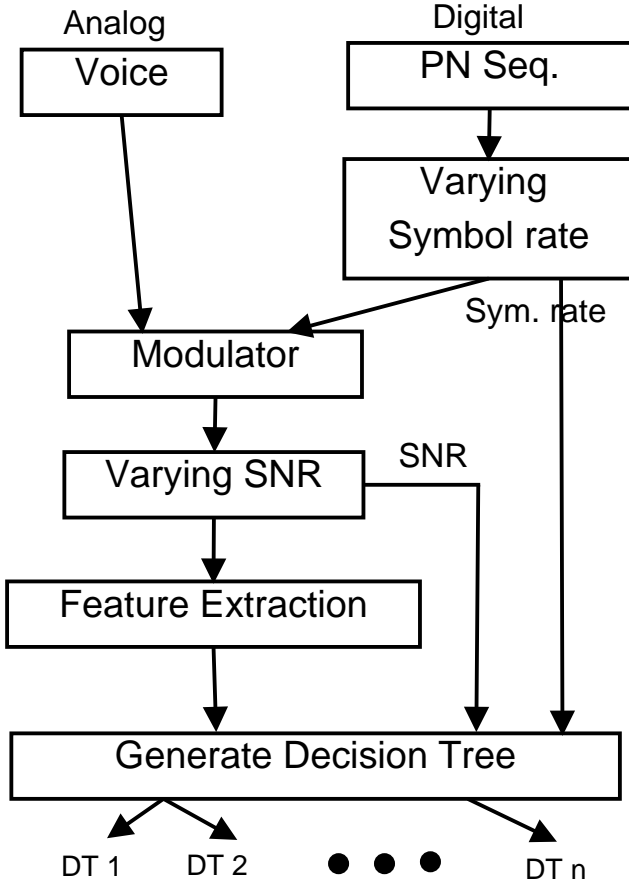 Analog
Digital
Voice
PN Seq.
Varying
Symbol rate
Sym. rate
Modulator
SNR
Varying SNR
Feature Extraction
Generate Decision Tree
DT 1
DT 2
DT n